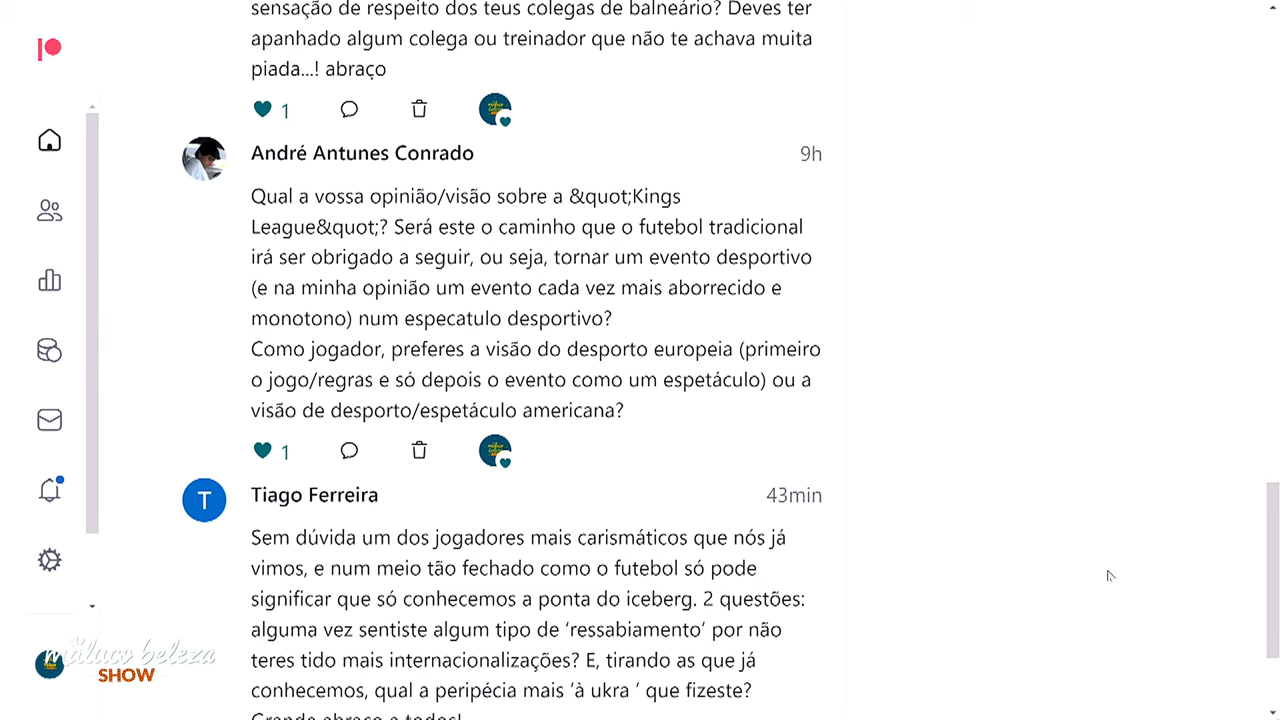 sensação de respeito dos teus colegas de balneário? Deves ter
apanhado algum colega ou treinador que não te achava muita
piada...! abraço
1
André Antunes Conrado
9h
Qual a vossa opinião/visão sobre a &quot;Kings
League&quot;? Será este o caminho que o futebol tradicional
irá ser obrigado a seguir, ou seja, tornar um evento desportivo
(e na minha opinião um evento cada vez mais aborrecido e
monotono) num especatulo desportivo?
Como jogador, preferes a visão do desporto europeia (primeiro
o jogo/regras e só depois o evento como um espetáculo) ou a
visão de desporto/espetáculo americana?
1
T
Tiago Ferreira
43min
Sem dúvida um dos jogadores mais carismáticos que nós já
vimos, e num meio tão fechado como o futebol só pode
significar que só conhecemos a ponta do iceberg. 2 questões:
alguma vez sentiste algum tipo de ‘ressabiamento’ por não
teres tido mais internacionalizações? E, tirando as que já
conhecemos, qual a peripécia mais ‘à ukra ‘ que fizeste?
Grande abraço a todos!
maluco beleza
SHOW